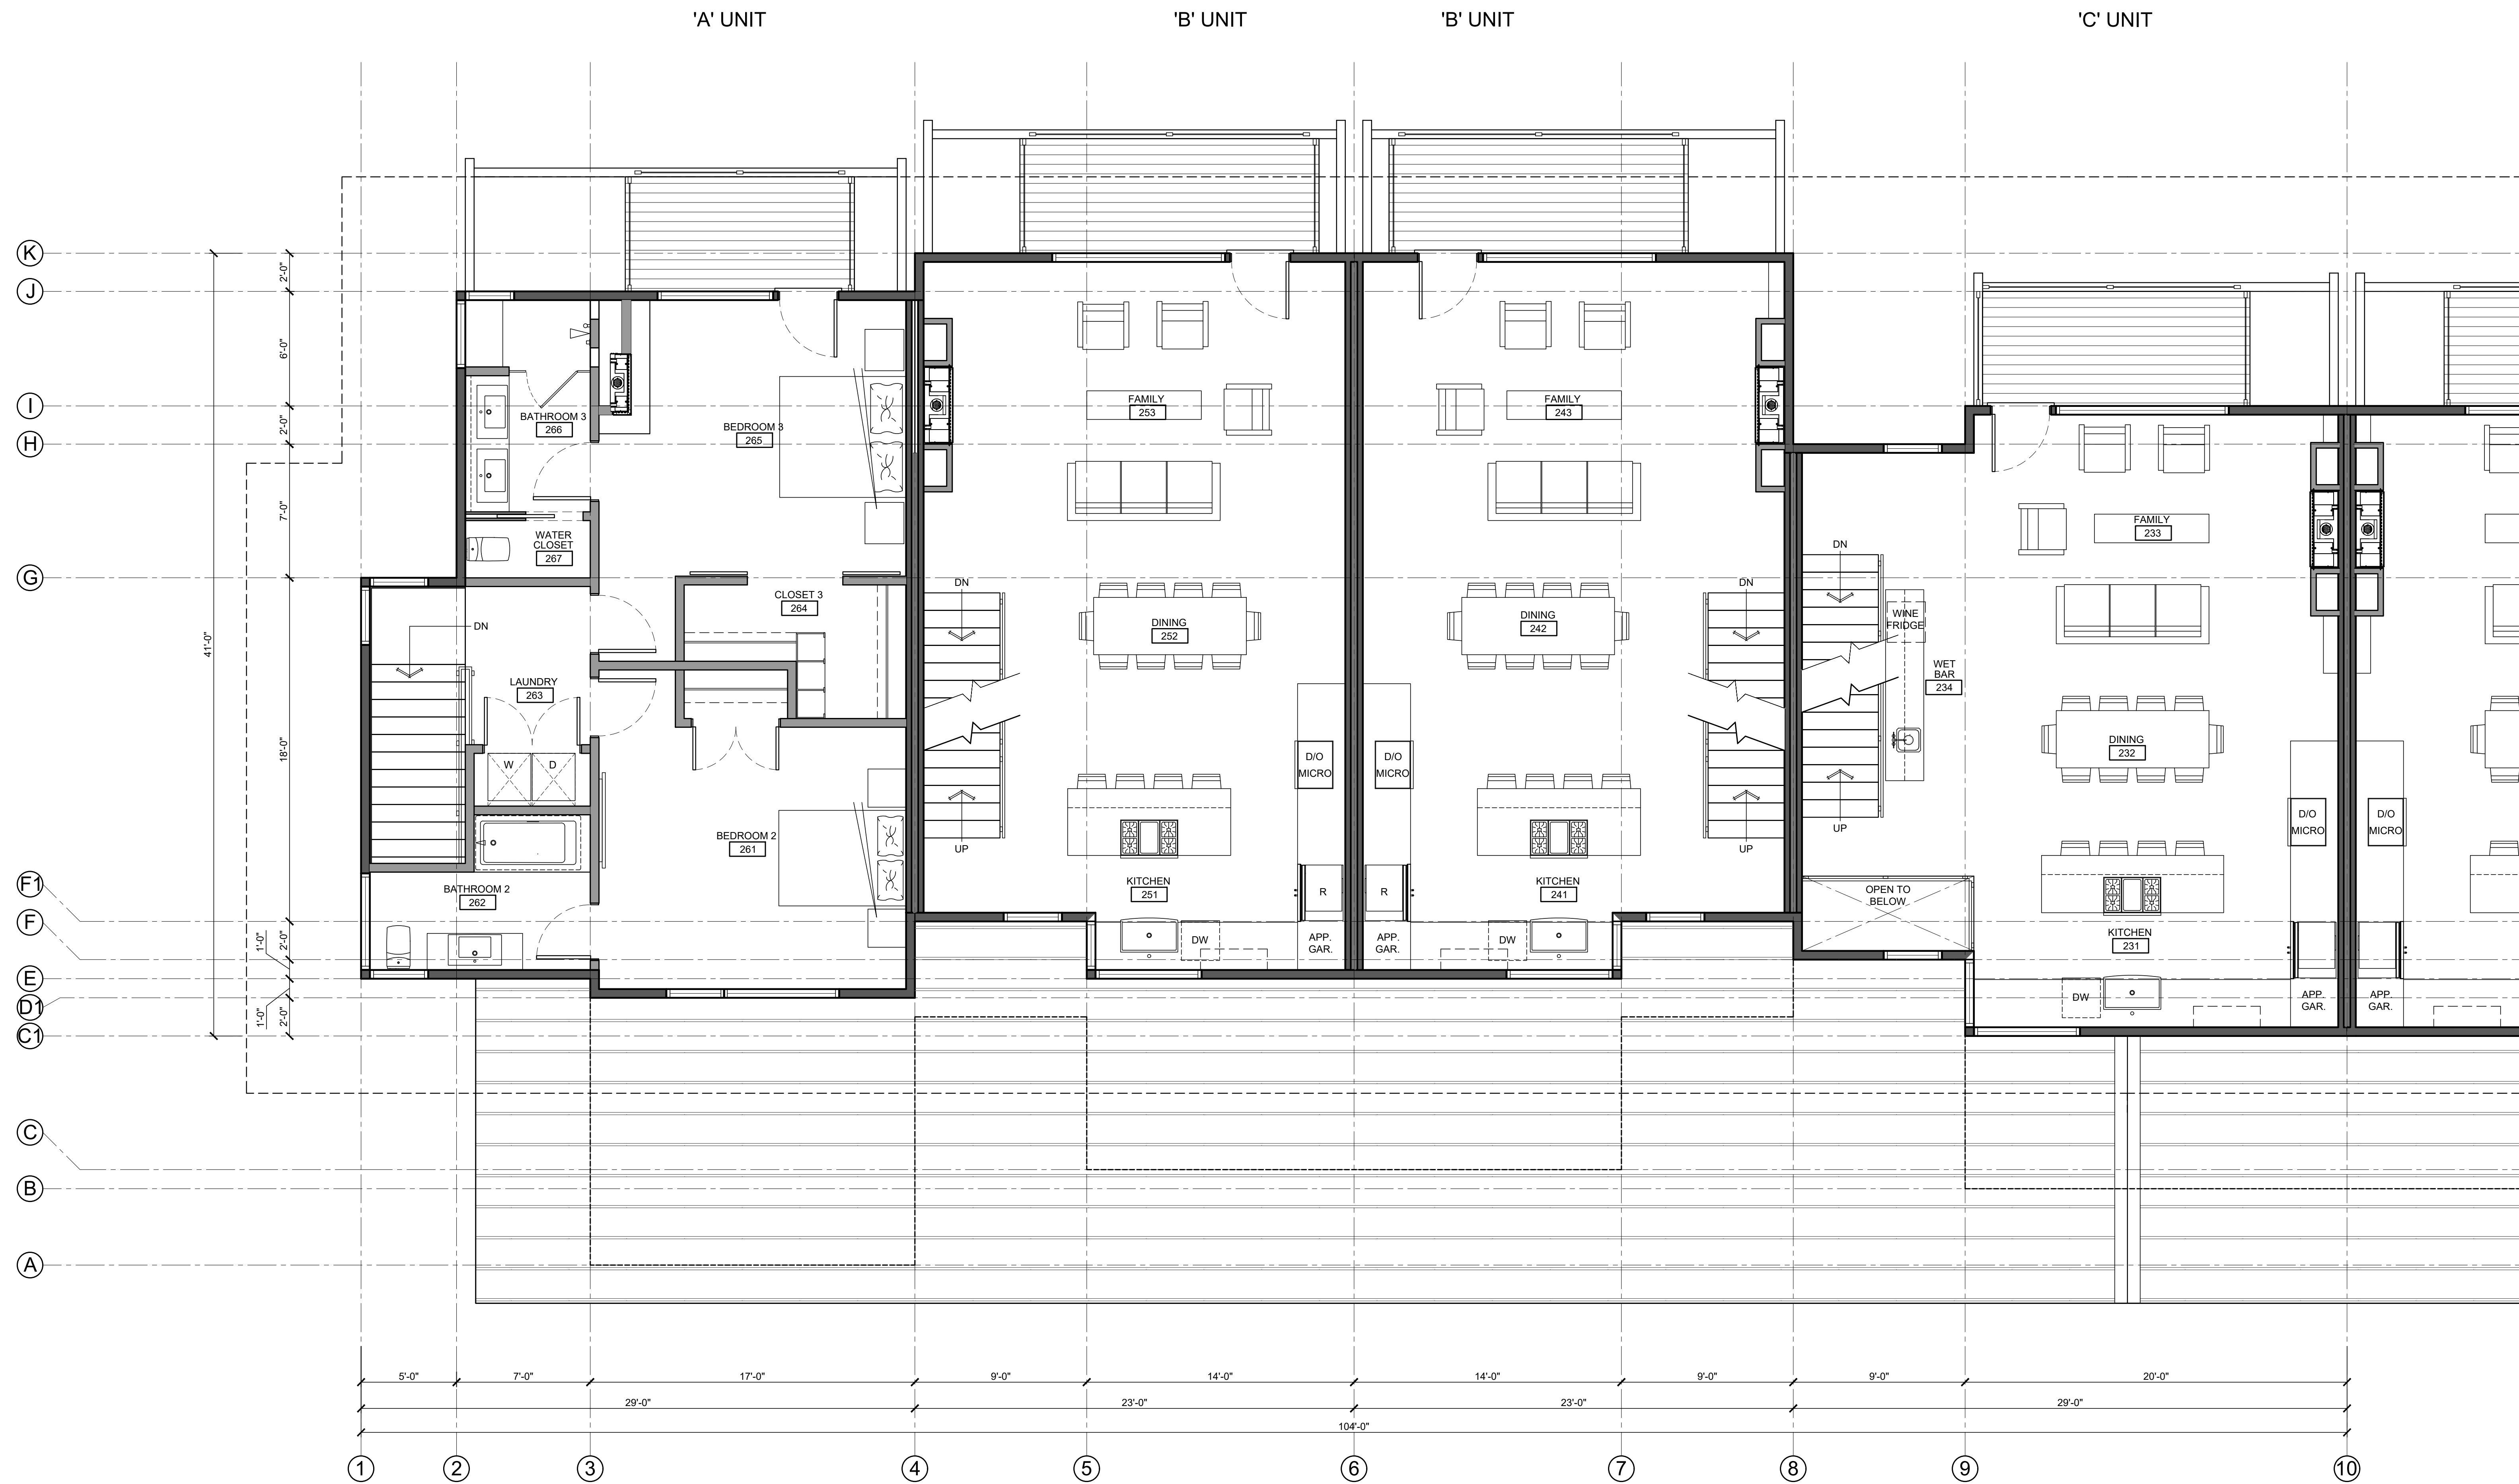 'A' UNIT
'B' UNIT
'B' UNIT
'C' UNIT
K
J
I
H
G
F1
F
E
D1
C1
C
B
A
2'-0"
6'-0"
2'-0"
7'-0"
18'-0"
41'-0"
1'-0"
2'-0"
1'-0"
2'-0"
BATHROOM 3
266
BEDROOM 3
265
WATER
CLOSET
267
CLOSET 3
264
DN
LAUNDRY
263
W
D
BEDROOM 2
261
BATHROOM 2
262
FAMILY
253
DN
DINING
252
D/O
MICRO
UP
KITCHEN
251
R
DW
APP.
GAR.
FAMILY
243
DINING
242
DN
D/O
MICRO
UP
KITCHEN
241
R
APP.
GAR.
DW
FAMILY
233
DN
WINE
FRIDGE
WET
BAR
234
DINING
232
D/O
MICRO
UP
OPEN TO
BELOW
KITCHEN
231
DW
APP.
GAR.
D/O
MICRO
APP.
GAR.
5'-0"
7'-0"
17'-0"
9'-0"
14'-0"
14'-0"
9'-0"
9'-0"
20'-0"
29'-0"
23'-0"
23'-0"
29'-0"
104'-0"
1
2
3
4
5
6
7
8
9
10